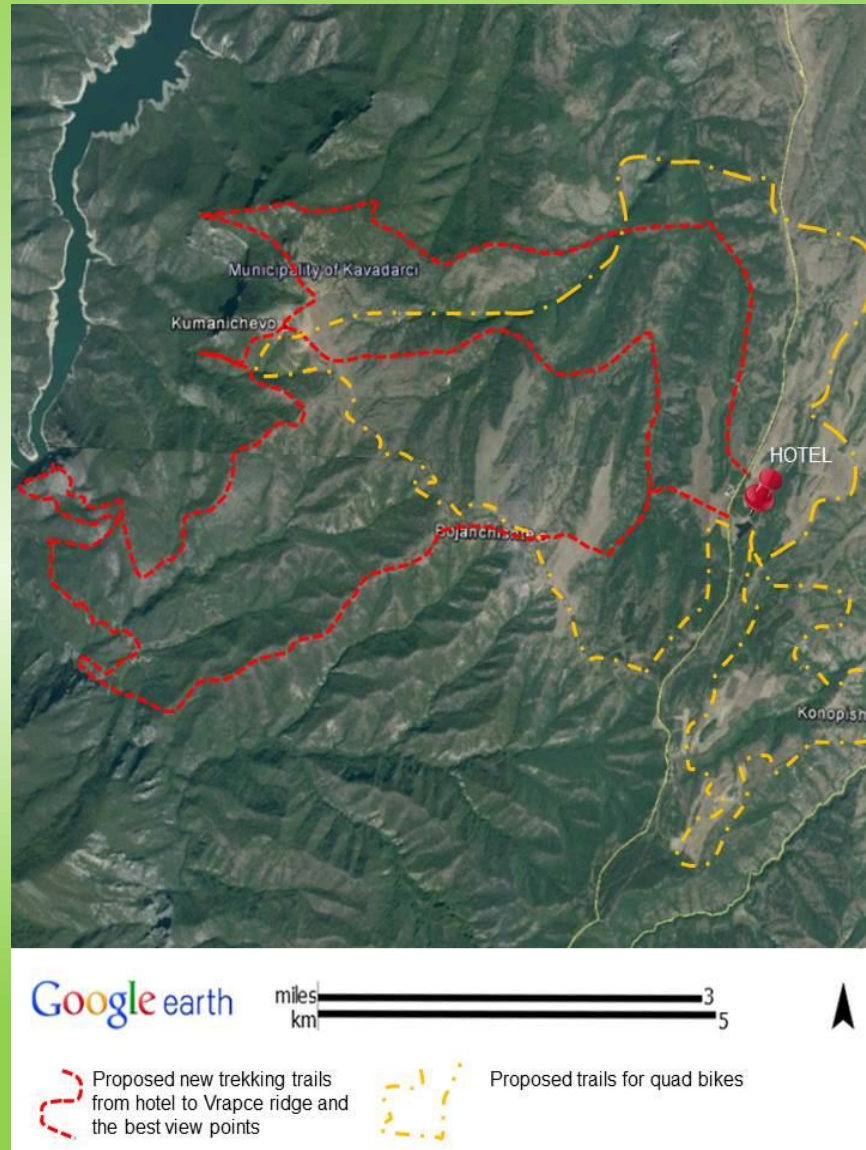 HOTEL
Municipality of Kavadarci
Kumanichevo
Konopish
Google earth
miles 3
km 5
Proposed new trekking trails
from hotel to Vrapce ridge and
the best view points
Proposed trails for quad bikes